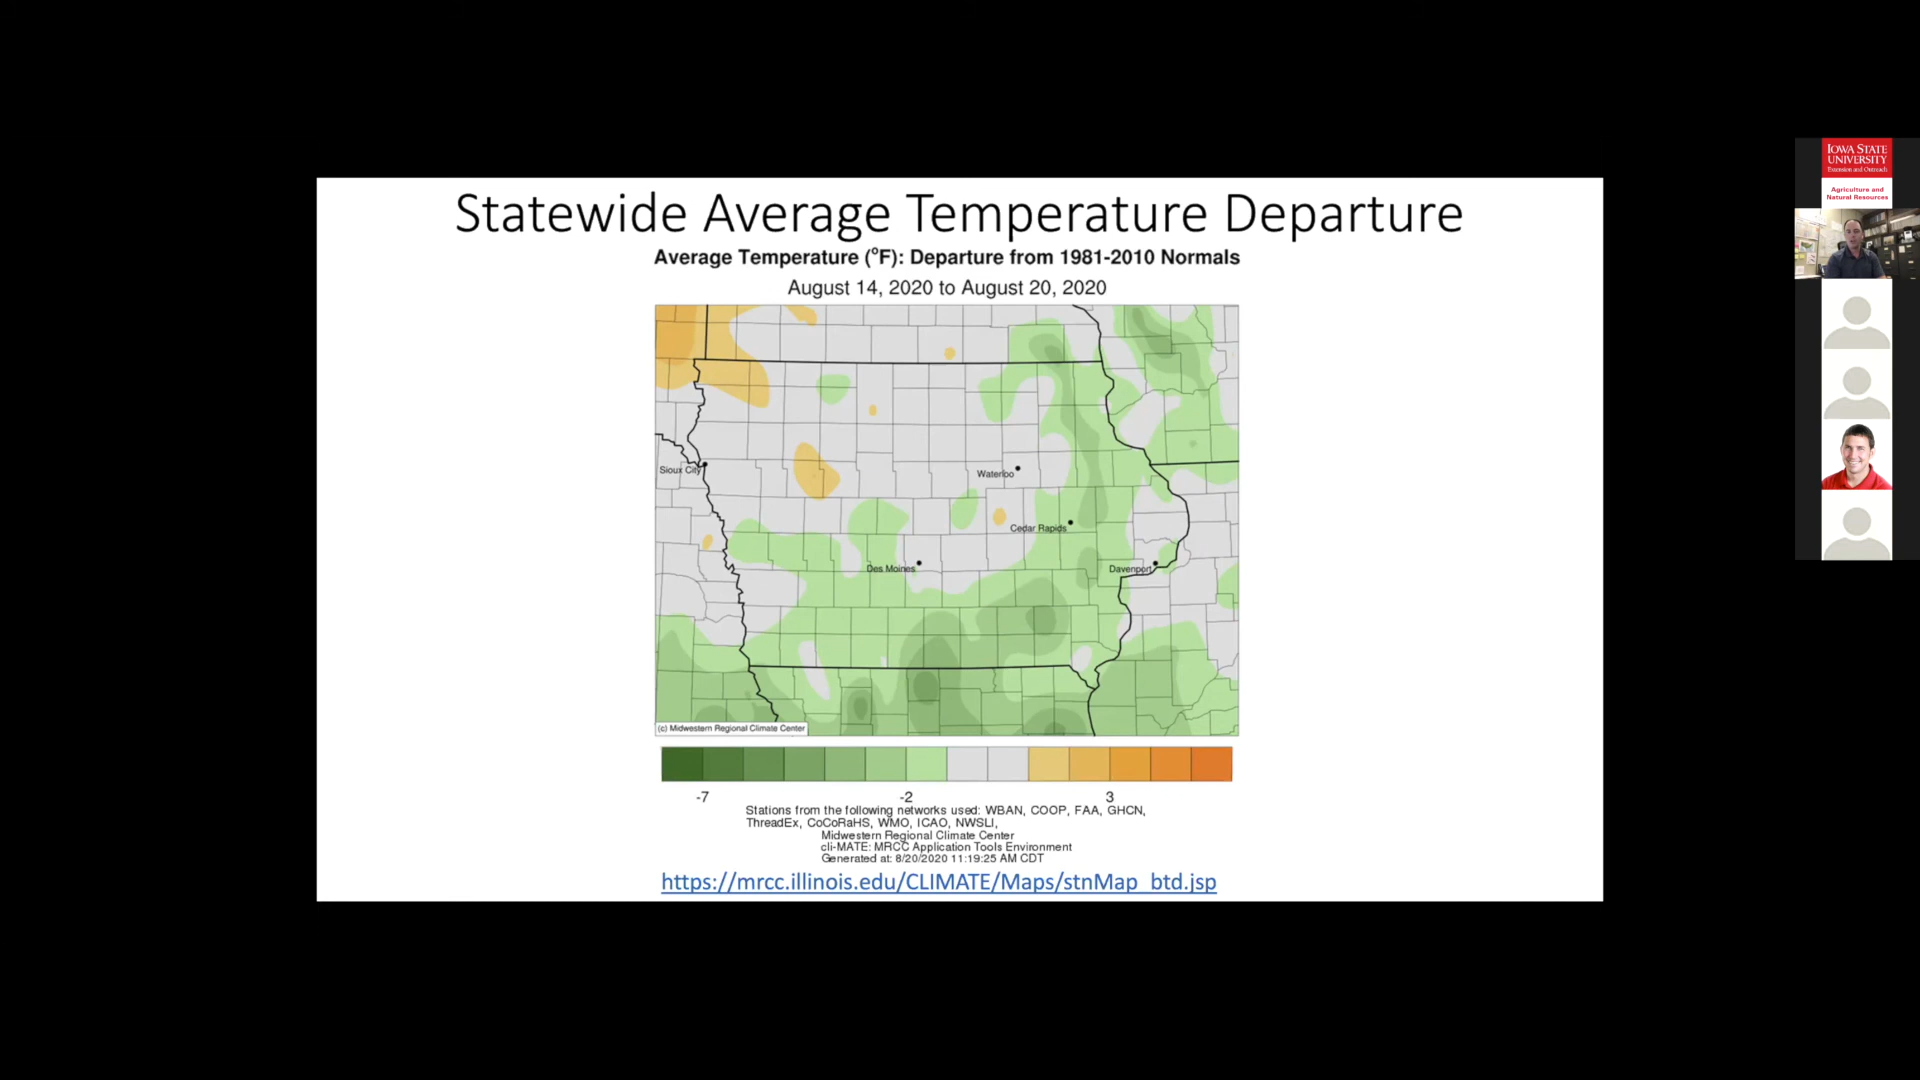 Statewide Average Temperature Departure
Average Temperature (°F): Departure from 1981-2010 Normals
August 14, 2020 to August 20, 2020
Sioux City
Waterloo
Cedar Rapids
Des Moines
Davenport
(c) Midwestern Regional Climate Center
-7 -2 3
Stations from the following networks used: WBAN, COOP, FAA, GHCN,
ThreadEx, CoCoRaHS, WMO, ICAO, NWSLI,
Midwestern Regional Climate Center
cli-MATE: MRCC Application Tools Environment
Generated at: 8/20/2020 11:19:25 AM CDT
https://mrcc.illinois.edu/CLIMATE/Maps/stnMap_btd.jsp
IOWA STATE
UNIVERSITY
Extension and Outreach
Agriculture and
Natural Resources